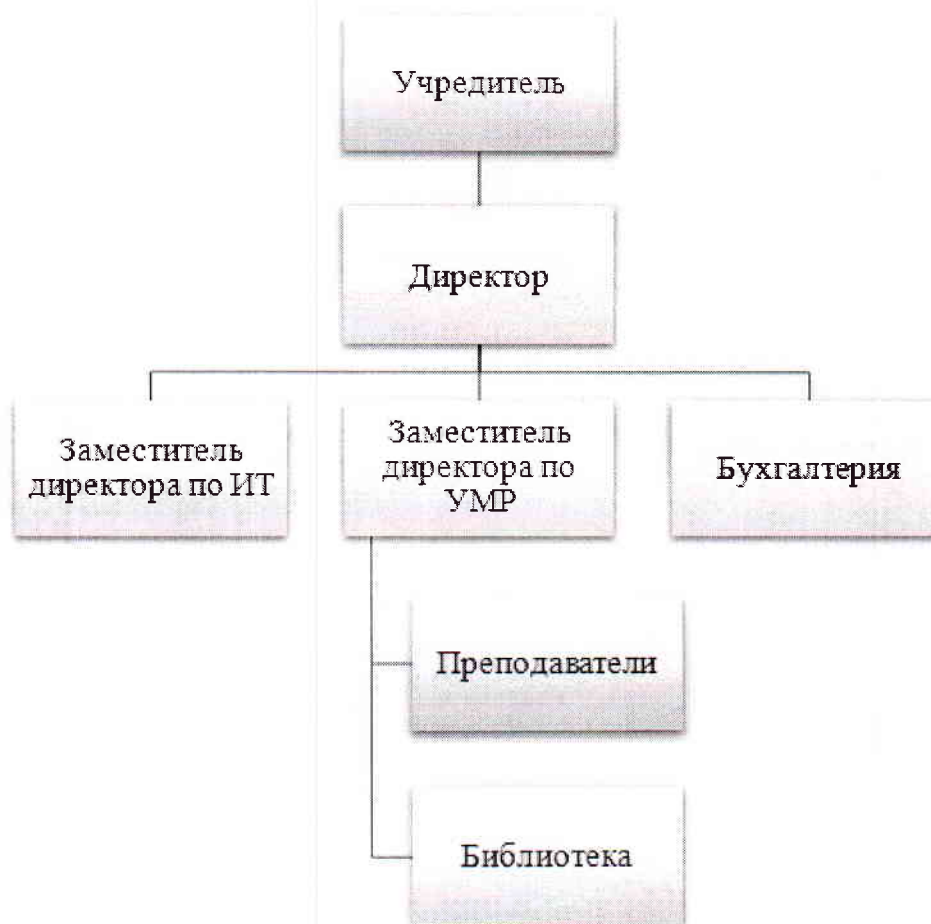 Учредитель
Директор
Заместитель
директора по ИТ
Заместитель
директора по
УМР
Бухгалтерия
Преподаватели
Библиотека